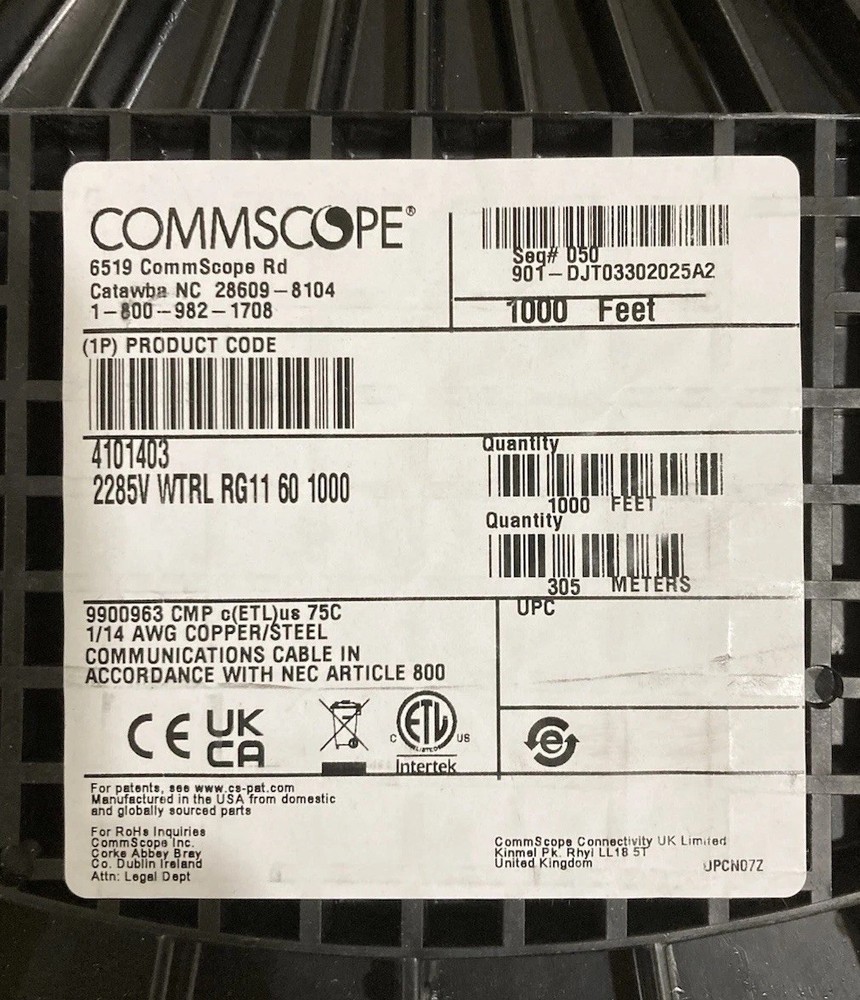 COMMSCOPE®
6519 CommScope Rd
Catawba NC 28609-8104
1-800-982-1708
Seq# 050
901-DJT03302025A2
1000 Feet
(1P) PRODUCT CODE
4101403
2285V WTRL RG11 60 1000
Quantity
1000 FEET
Quantity
305 METERS
9900963 CMP c(ETL)us 75C
1/14 AWG COPPER/STEEL
COMMUNICATIONS CABLE IN
ACCORDANCE WITH NEC ARTICLE 800
UPC
CE UK CA
C ETL US
LISTED
Intertek
e
For patents, see www.cs-pat.com
Manufactured in the USA from domestic
and globally sourced parts
For RoHs Inquiries
CommScope Inc.
Corke Abbey Bray
Co. Dublin Ireland
Attn: Legal Dept
CommScope Connectivity UK Limited
Kinmel Pk. Rhyl LL18 5T
United Kingdom
UPCN07Z